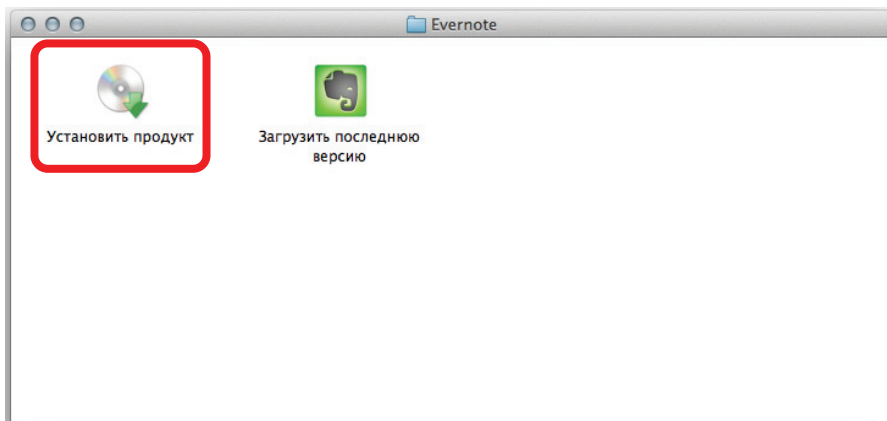 Evernote
Установить продукт
Загрузить последнюю
версию